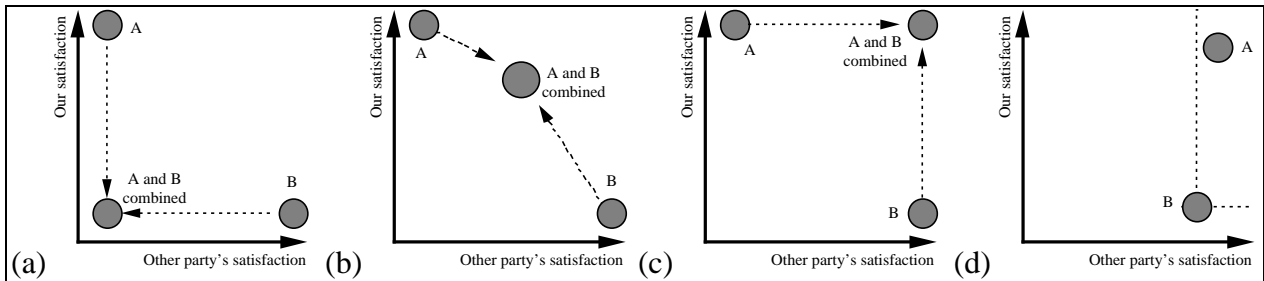 Our satisfaction
A
A and B
combined
B
Other party's satisfaction
(a)
Our satisfaction
A
A and B
combined
B
Other party's satisfaction
(b)
Our satisfaction
A
A and B
combined
B
Other party's satisfaction
(c)
Our satisfaction
A
B
Other party's satisfaction
(d)